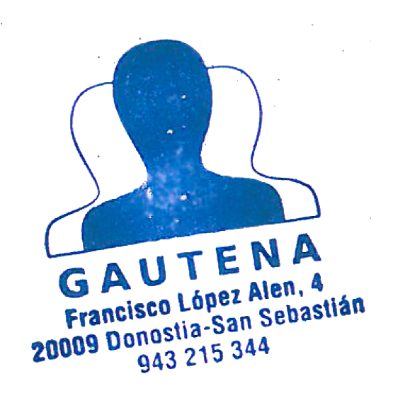 GAUTENA
Francisco López Alen, 4
20009 Donostia-San Sebastián
943 215 344